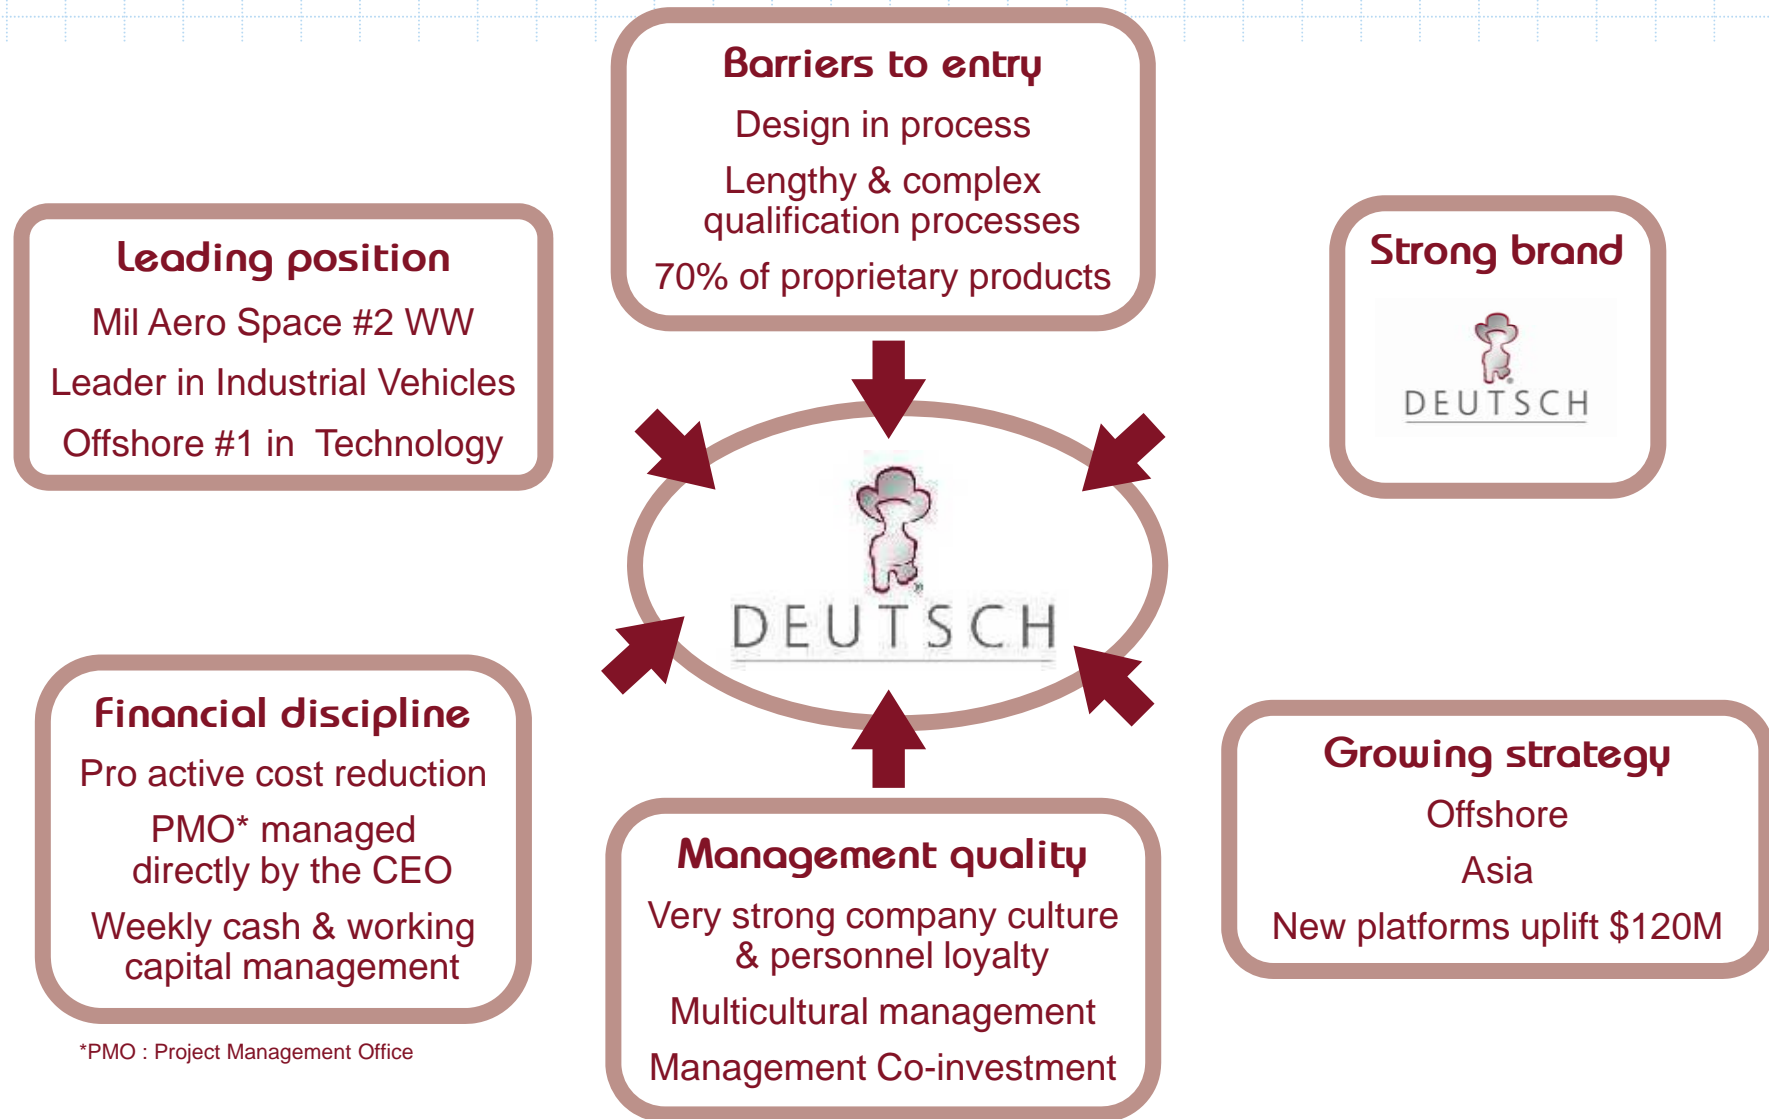 Barriers to entry
Design in process
Lengthy & complex
qualification processes
70% of proprietary products
Leading position
Mil Aero Space #2 WW
Leader in Industrial Vehicles
Offshore #1 in Technology
Strong brand
DEUTSCH
DEUTSCH
Financial discipline
Pro active cost reduction
PMO* managed
directly by the CEO
Weekly cash & working
capital management
*PMO : Project Management Office
Management quality
Very strong company culture
& personnel loyalty
Multicultural management
Management Co-investment
Growing strategy
Offshore
Asia
New platforms uplift $120M